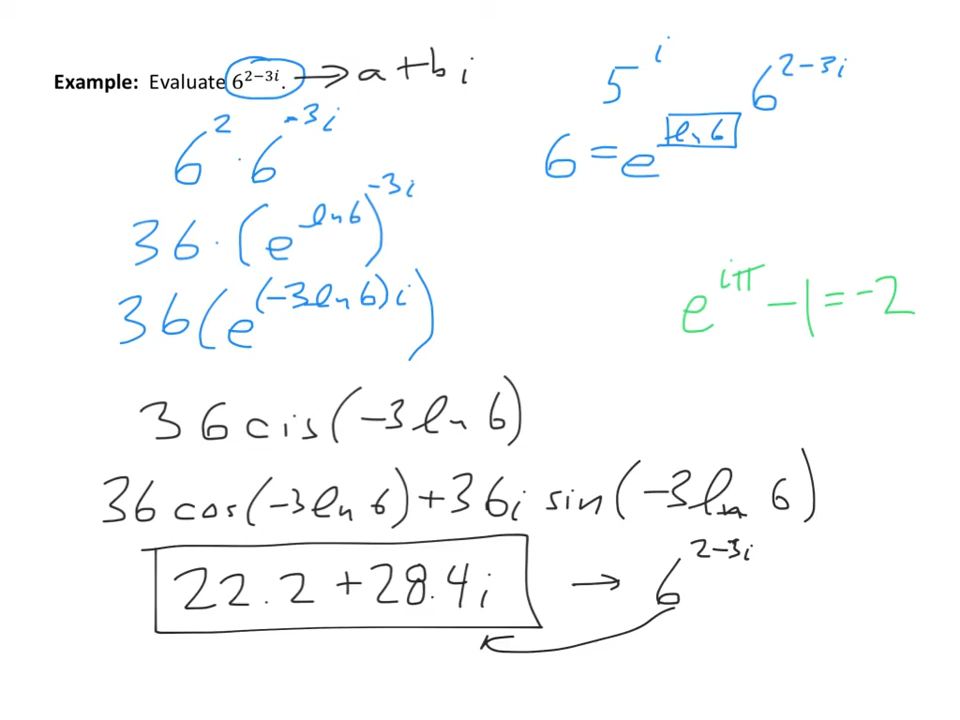 Example: Evaluate 6^{2−3i}. → a + b i
5^i 6^{2−3i}
6^2 · 6^{−3i}
6 = e^{ln 6}
36 · (e^{ln 6})^{−3i}
36(e^{(−3 ln 6)i})
e^{iπ} − 1 = −2
36 cis(−3 ln 6)
36 cos(−3 ln 6) + 36i sin(−3 ln 6)
22.2 + 28.4i → 6^{2−3i}